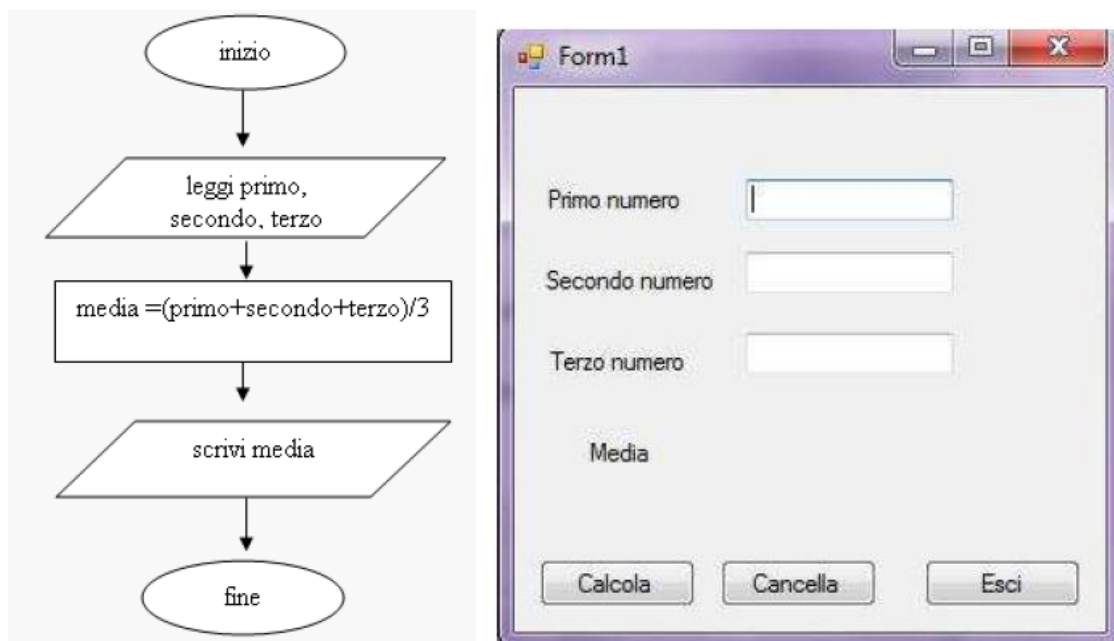 inizio
leggi primo,
secondo, terzo
media =(primo+secondo+terzo)/3
scrivi media
fine
Form1
Primo numero
Secondo numero
Terzo numero
Media
Calcola
Cancella
Esci